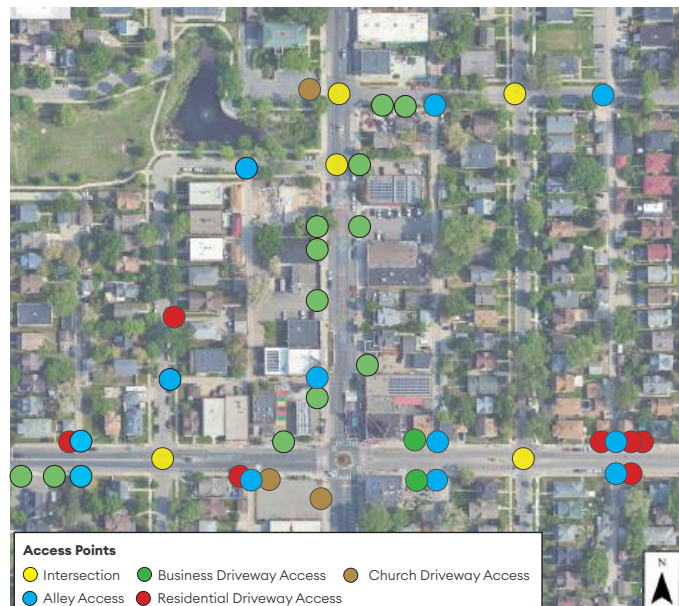 Access Points
Intersection Business Driveway Access Church Driveway Access
Alley Access Residential Driveway Access
N